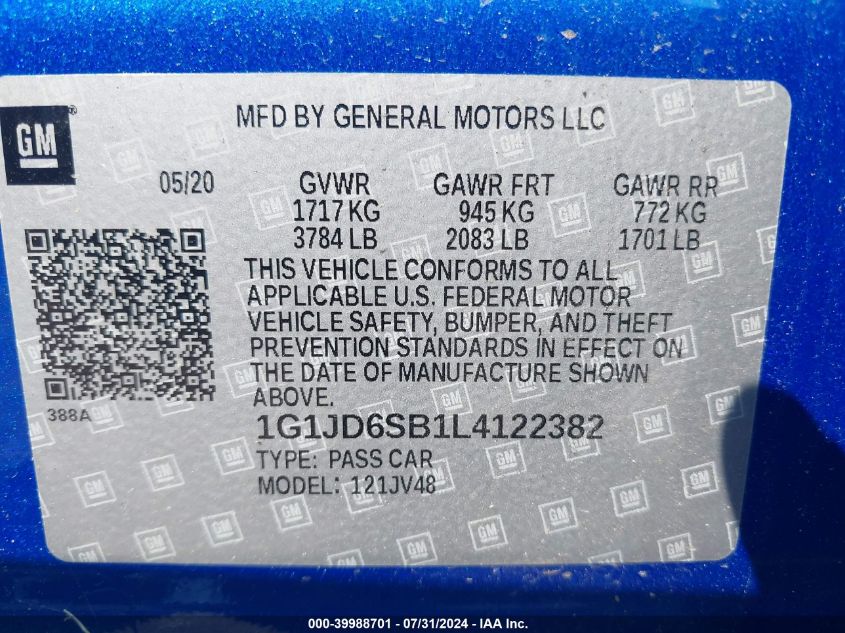 GM
MFD BY GENERAL MOTORS LLC
05/20
GVWR GAWR FRT GAWR RR
1717 KG 945 KG 772 KG
3784 LB 2083 LB 1701 LB
THIS VEHICLE CONFORMS TO ALL
APPLICABLE U.S. FEDERAL MOTOR
VEHICLE SAFETY, BUMPER, AND THEFT
PREVENTION STANDARDS IN EFFECT ON
THE DATE OF MANUFACTURE SHOWN
ABOVE.
388A
1G1JD6SB1L4122382
TYPE: PASS CAR
MODEL: 121JV48
000-39988701 - 07/31/2024 - IAA Inc.